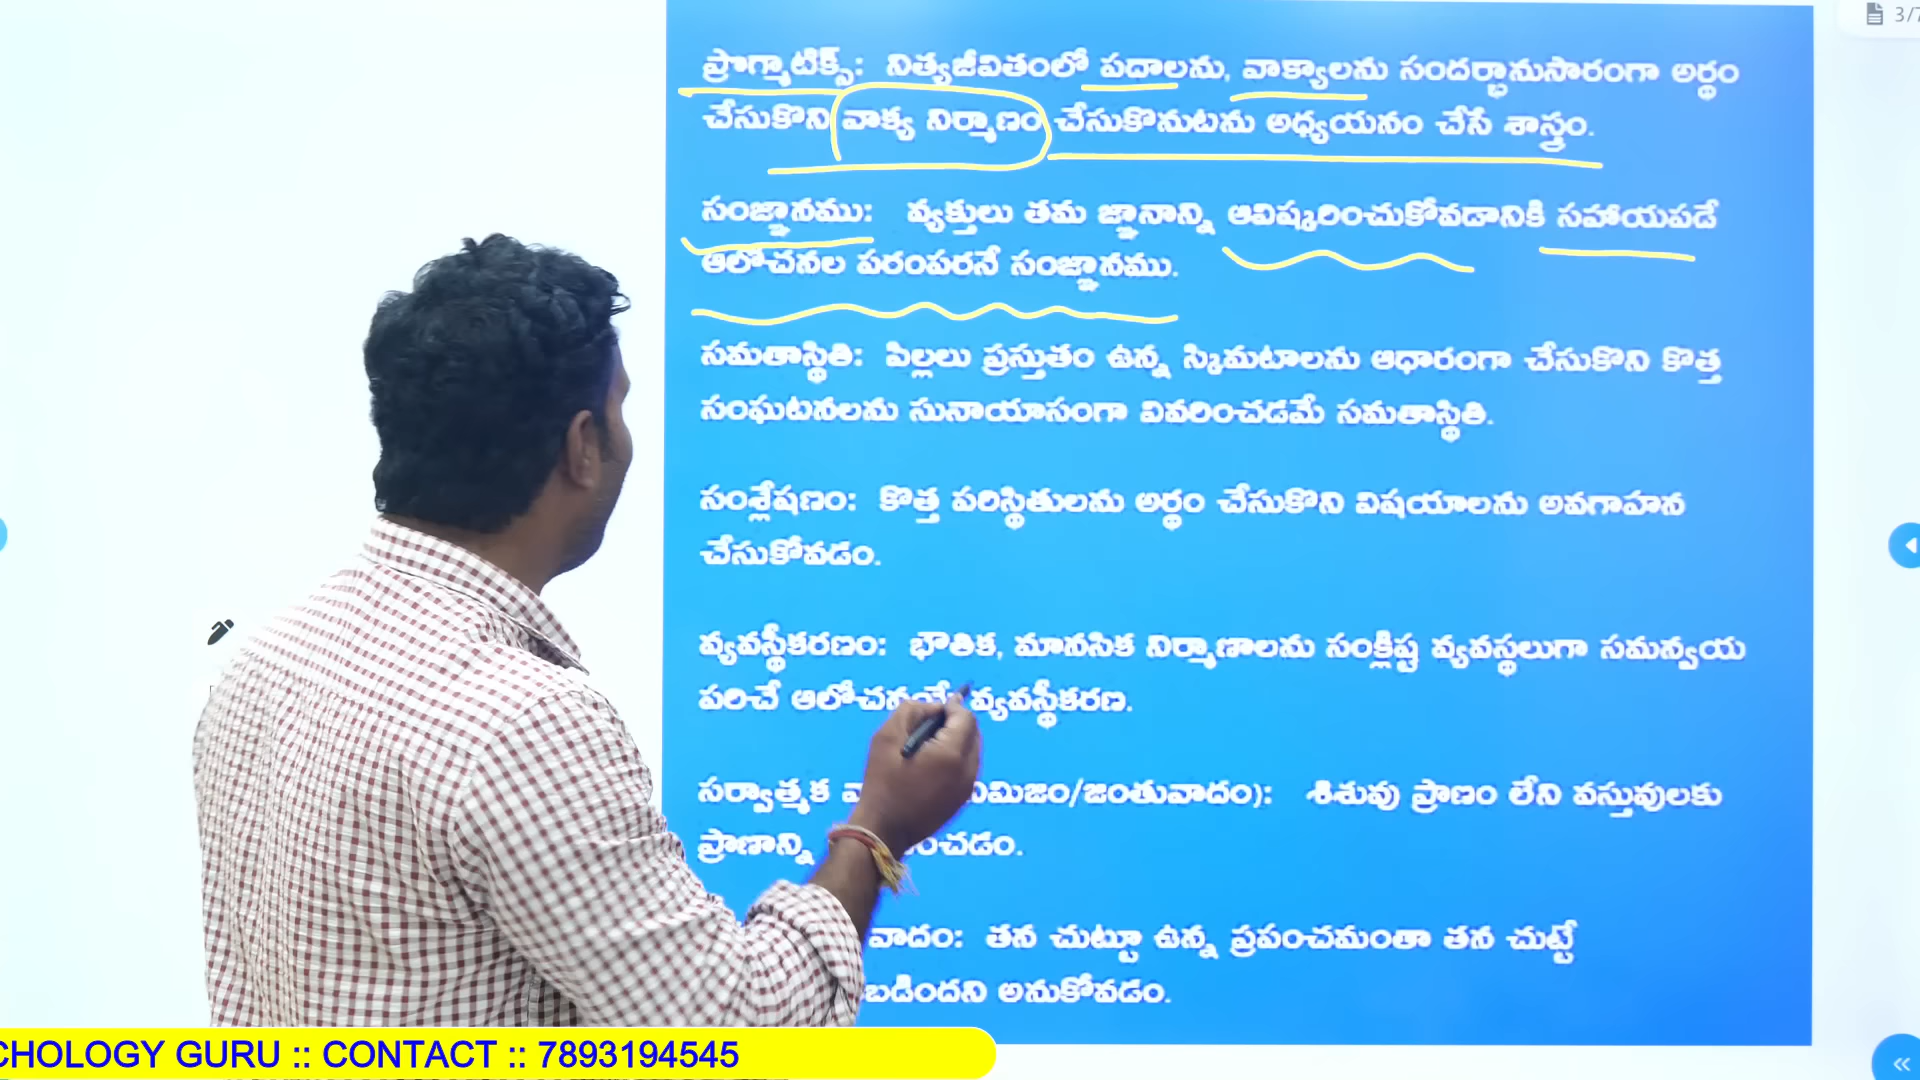 3/7
ప్రాగ్మాటిక్స్: నిత్యజీవితంలో పదాలను, వాక్యాలను సందర్భానుసారంగా అర్థం
చేసుకొని వాక్య నిర్మాణం చేసుకొనుటను అధ్యయనం చేసే శాస్త్రం.
సంజ్ఞానము: వ్యక్తులు తమ జ్ఞానాన్ని ఆవిష్కరించుకోవడానికి సహాయపడే
ఆలోచనల పరంపరనే సంజ్ఞానము.
సమతాస్థితి: పిల్లలు ప్రస్తుతం ఉన్న స్కిమటాలను ఆధారంగా చేసుకొని కొత్త
సంఘటనలను సునాయాసంగా వివరించడమే సమతాస్థితి.
సంశ్లేషణం: కొత్త పరిస్థితులను అర్థం చేసుకొని విషయాలను అవగాహన
చేసుకోవడం.
వ్యవస్థీకరణం: భౌతిక, మానసిక నిర్మాణాలను సంక్లిష్ట వ్యవస్థలుగా సమన్వయ
పరిచే వ్యవస్థీకరణ.
సర్వాత్మక నిమిజం/జంతువాదం): శిశువు ప్రాణం లేని వస్తువులకు
ప్రాణాన్ని ంచడం.
వాదం: తన చుట్టూ ఉన్న ప్రపంచమంతా తన చుట్టే
బడిందని అనుకోవడం.
CHOLOGY GURU :: CONTACT :: 7893194545